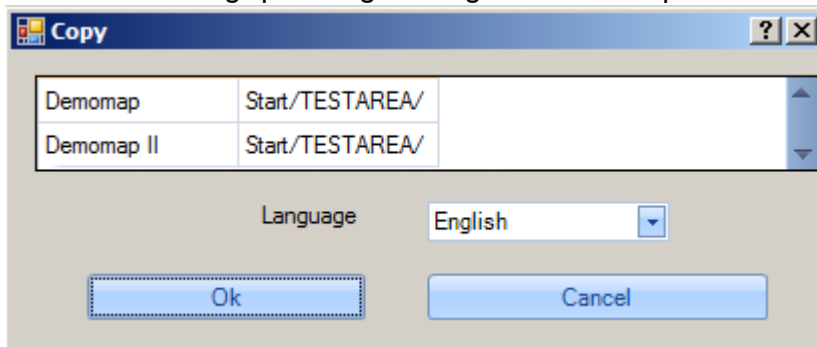 Copy
Demomap Start/TESTAREA/
Demomap II Start/TESTAREA/
Language English
Ok Cancel